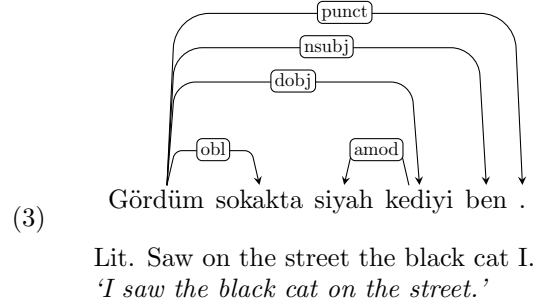 punct
nsubj
dobj
obl amod
Gördüm sokakta siyah kediyi ben .
(3)
Lit. Saw on the street the black cat I.
‘I saw the black cat on the street.’